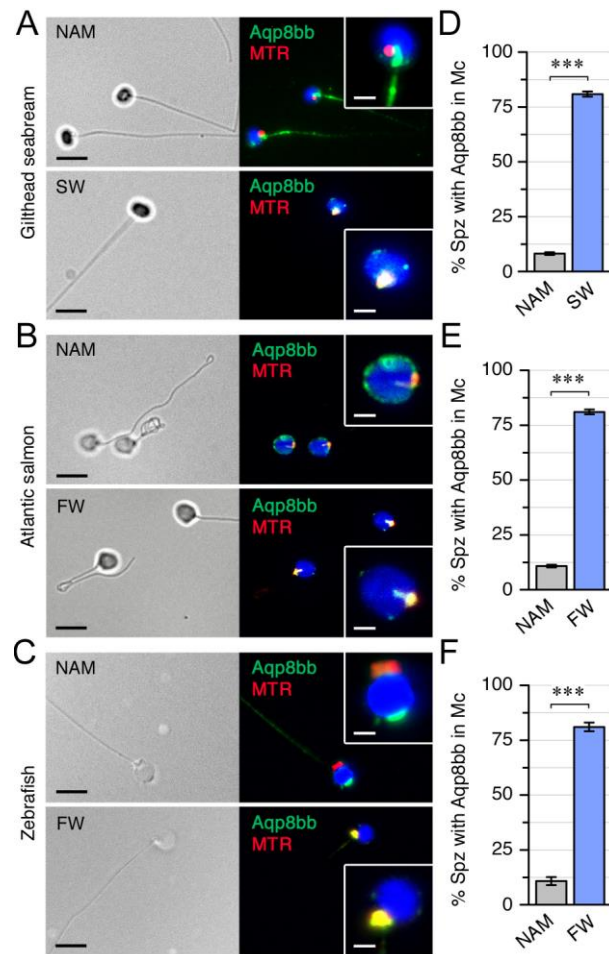 A
Gilthead seabream
NAM
Aqp8bb
MTR
SW
Aqp8bb
MTR
B
Atlantic salmon
NAM
Aqp8bb
MTR
FW
Aqp8bb
MTR
C
Zebrafish
NAM
Aqp8bb
MTR
FW
Aqp8bb
MTR
D
% Spz with Aqp8bb in Mc
100
75
50
25
0
***
NAM
SW
E
% Spz with Aqp8bb in Mc
100
75
50
25
0
***
NAM
FW
F
% Spz with Aqp8bb in Mc
100
75
50
25
0
***
NAM
FW